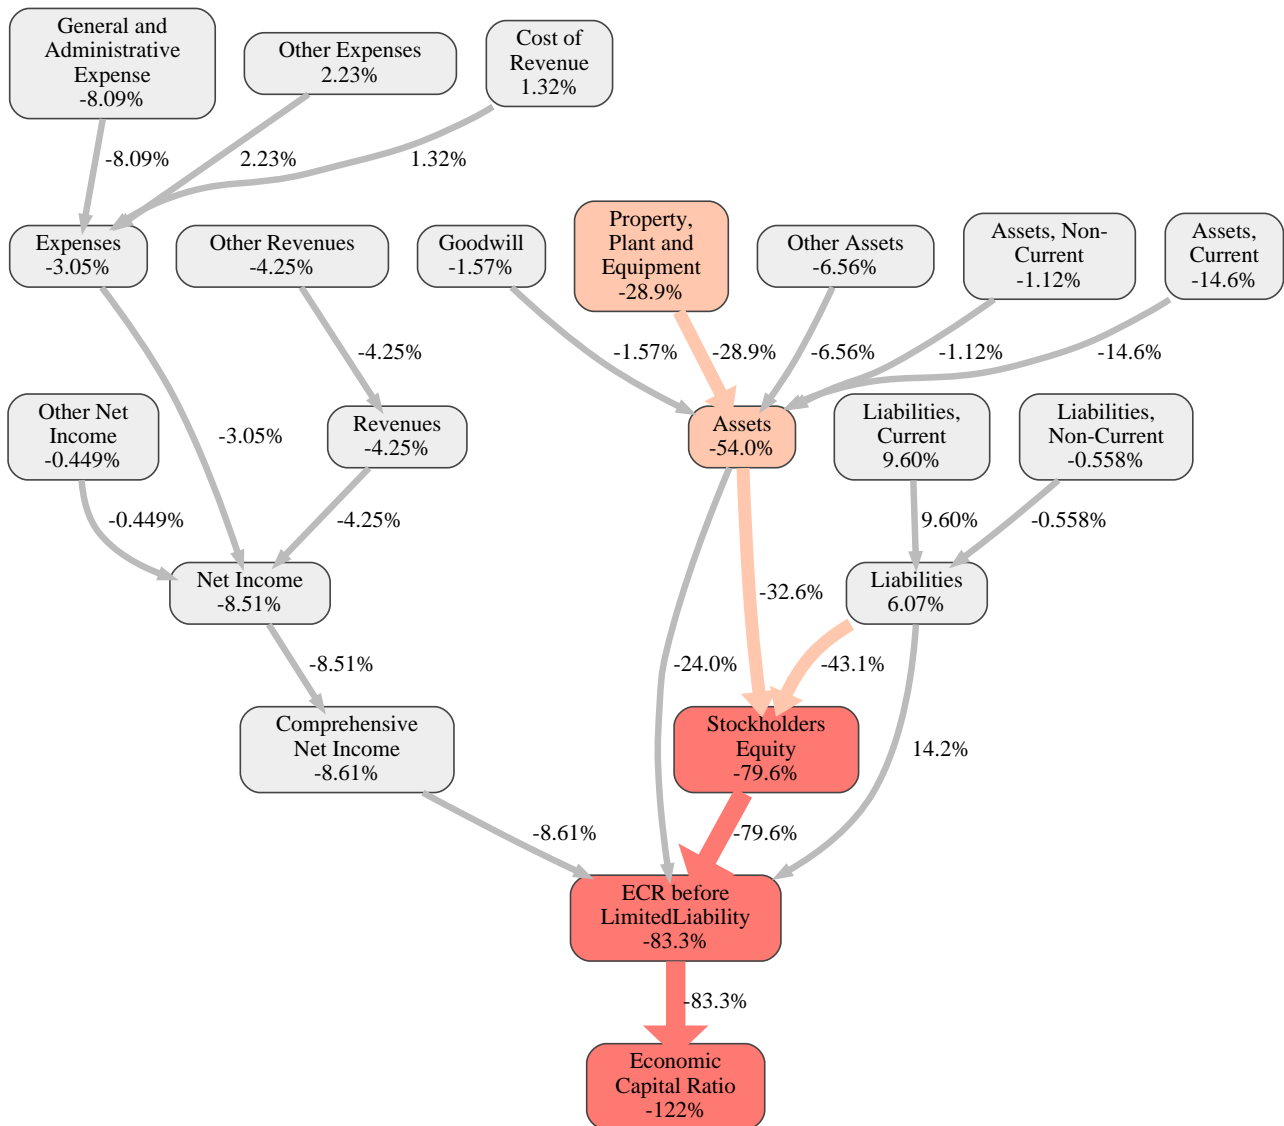 General and
Administrative
Expense
-8.09%
Other Expenses
2.23%
Cost of
Revenue
1.32%
-8.09%
2.23%
1.32%
Expenses
-3.05%
Other Revenues
-4.25%
Goodwill
-1.57%
Property,
Plant and
Equipment
-28.9%
Other Assets
-6.56%
Assets, Non-
Current
-1.12%
Assets,
Current
-14.6%
-4.25%
-1.57%
-28.9%
-6.56%
-1.12%
-14.6%
Other Net
Income
-0.449%
-3.05%
Revenues
-4.25%
Assets
-54.0%
Liabilities,
Current
9.60%
Liabilities,
Non-Current
-0.558%
-0.449%
-4.25%
9.60%
-0.558%
Net Income
-8.51%
-32.6%
Liabilities
6.07%
-8.51%
-24.0%
-43.1%
Comprehensive
Net Income
-8.61%
Stockholders
Equity
-79.6%
14.2%
-8.61%
-79.6%
ECR before
LimitedLiability
-83.3%
-83.3%
Economic
Capital Ratio
-122%